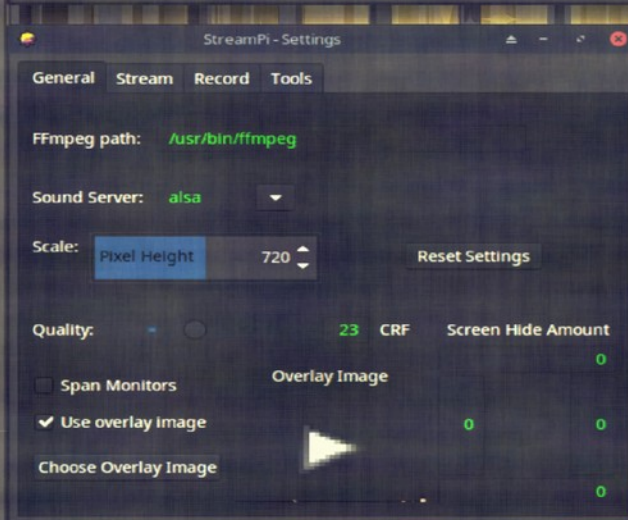 StreamPi - Settings
General Stream Record Tools
FFmpeg path: /usr/bin/ffmpeg
Sound Server: alsa
Scale: Pixel Height 720 Reset Settings
Quality: 23 CRF Screen Hide Amount
0
Span Monitors Overlay Image
Use overlay image 0 0
Choose Overlay Image
0